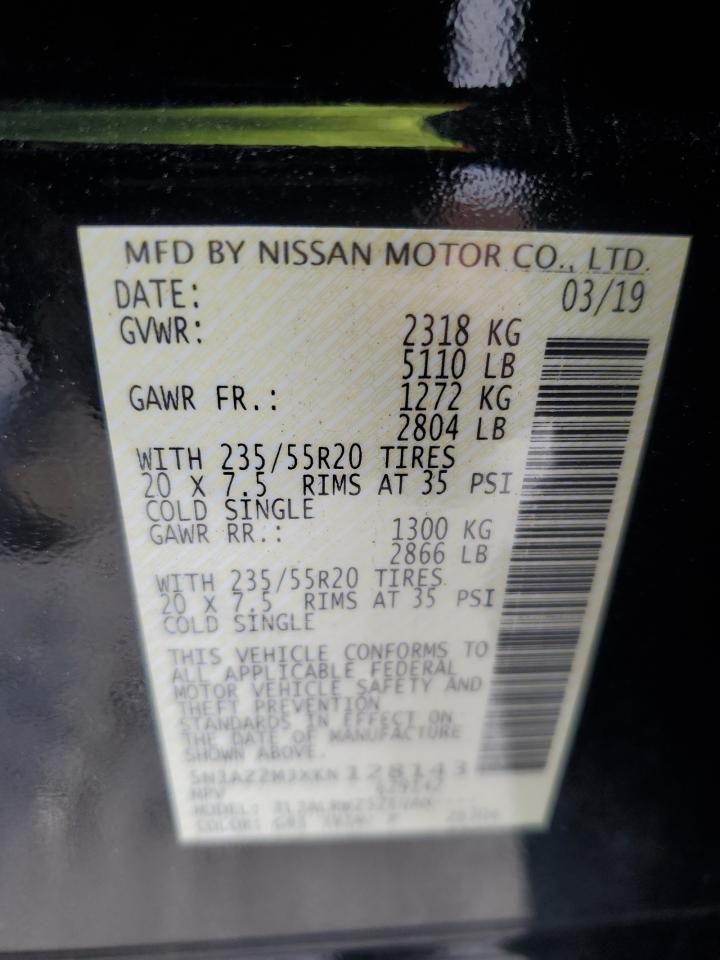 MFD BY NISSAN MOTOR CO., LTD.
DATE: 03/19
GVWR: 2318 KG
5110 LB
GAWR FR.: 1272 KG
2804 LB
WITH 235/55R20 TIRES
20 X 7.5 RIMS AT 35 PSI
COLD SINGLE
GAWR RR.: 1300 KG
2866 LB
WITH 235/55R20 TIRES
20 X 7.5 RIMS AT 35 PSI
COLD SINGLE
THIS VEHICLE CONFORMS TO
ALL APPLICABLE FEDERAL
MOTOR VEHICLE SAFETY AND
THEFT PREVENTION
STANDARDS IN EFFECT ON
THE DATE OF MANUFACTURE
SHOWN ABOVE.
5N1AZ2MJXKN128143
MPV
MODEL:
COLOR: